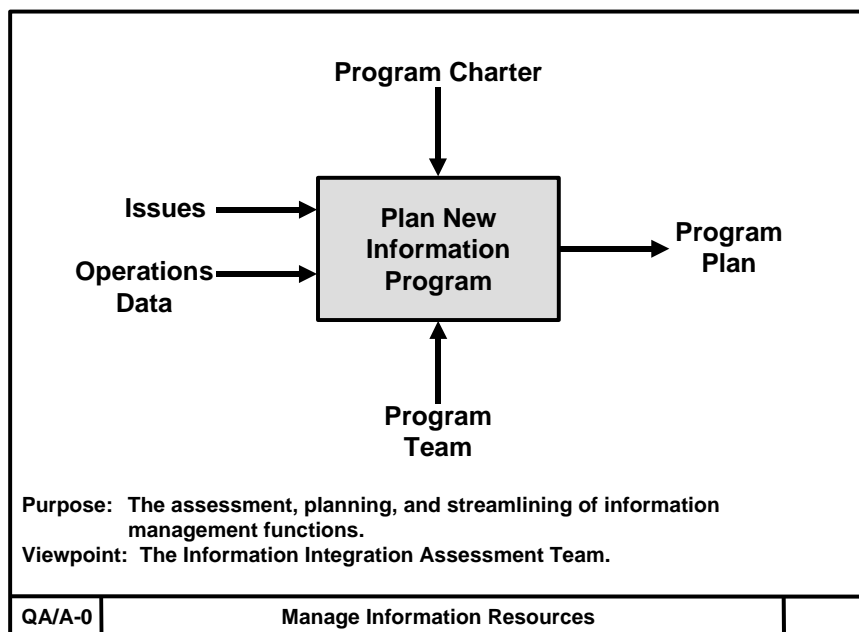 Program Charter
Issues
Operations
Data
Plan New
Information
Program
Program
Plan
Program
Team
Purpose: The assessment, planning, and streamlining of information
management functions.
Viewpoint: The Information Integration Assessment Team.
QA/A-0
Manage Information Resources